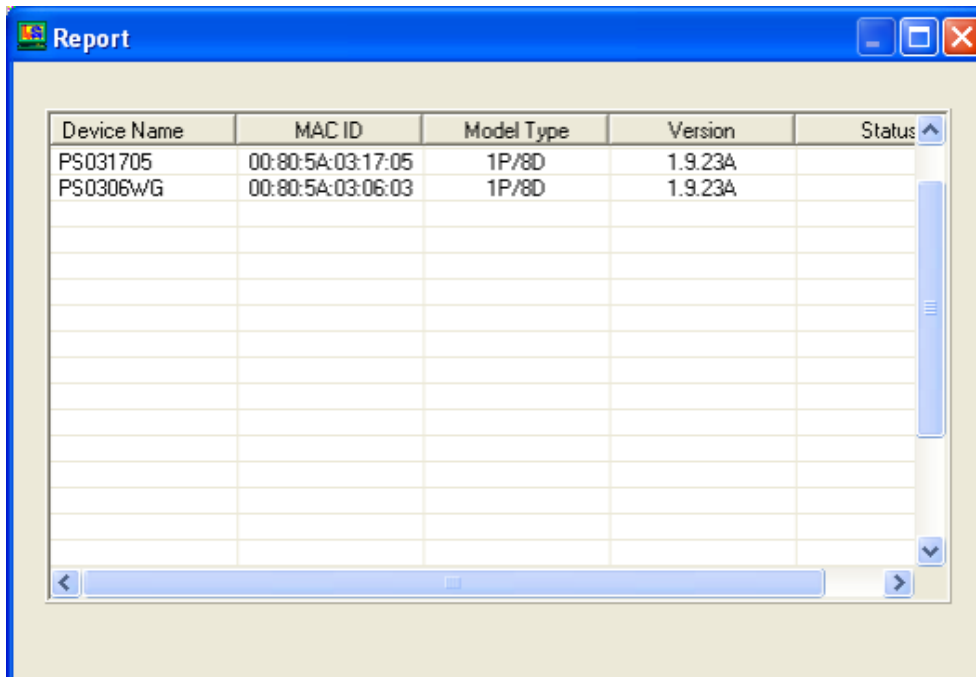 Report
Device Name MAC ID Model Type Version Status
PS031705 00:80:5A:03:17:05 1P/8D 1.9.23A
PS0306WG 00:80:5A:03:06:03 1P/8D 1.9.23A